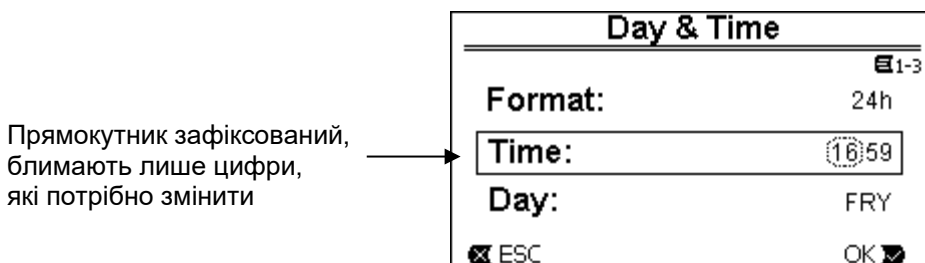 Day & Time
1-3
Format: 24h
Прямокутник зафіксований,
блимають лише цифри,
які потрібно змінити
Time: 16:59
Day: FRY
ESC OK